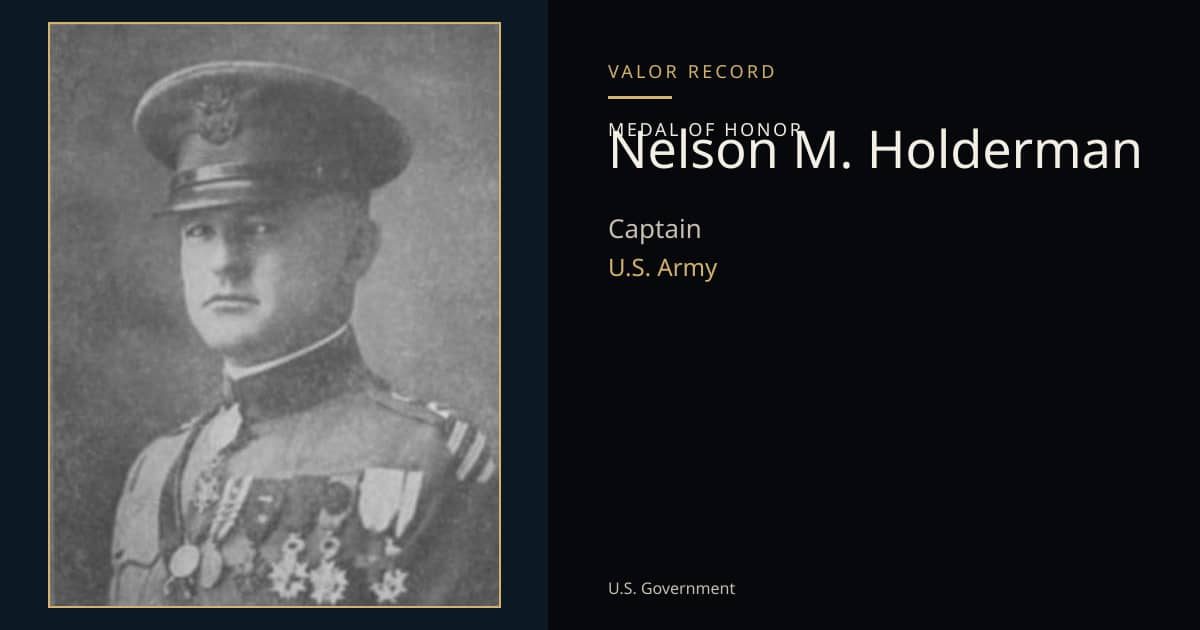 VALOR RECORD
MEDAL OF HONOR
Nelson M. Holderman
Captain
U.S. Army
U.S. Government